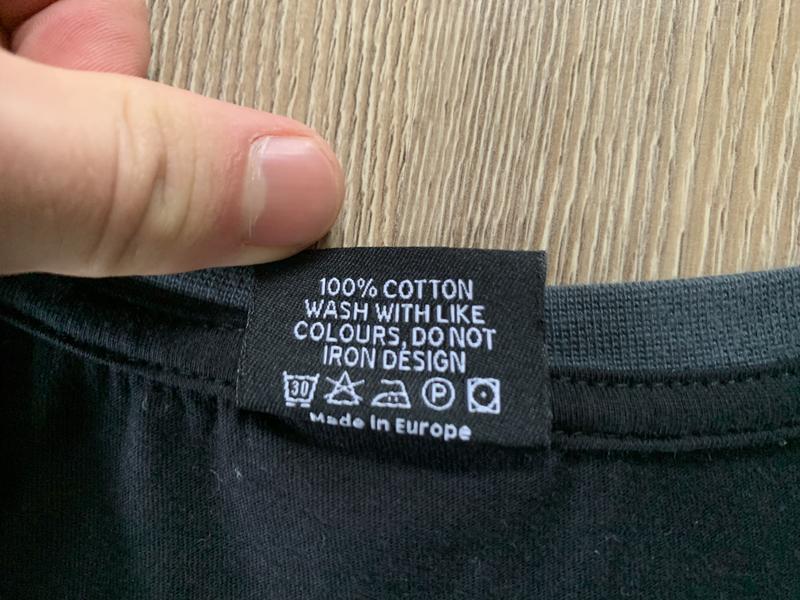 100% COTTON
WASH WITH LIKE
COLOURS, DO NOT
IRON DESIGN
30 P
Made in Europe